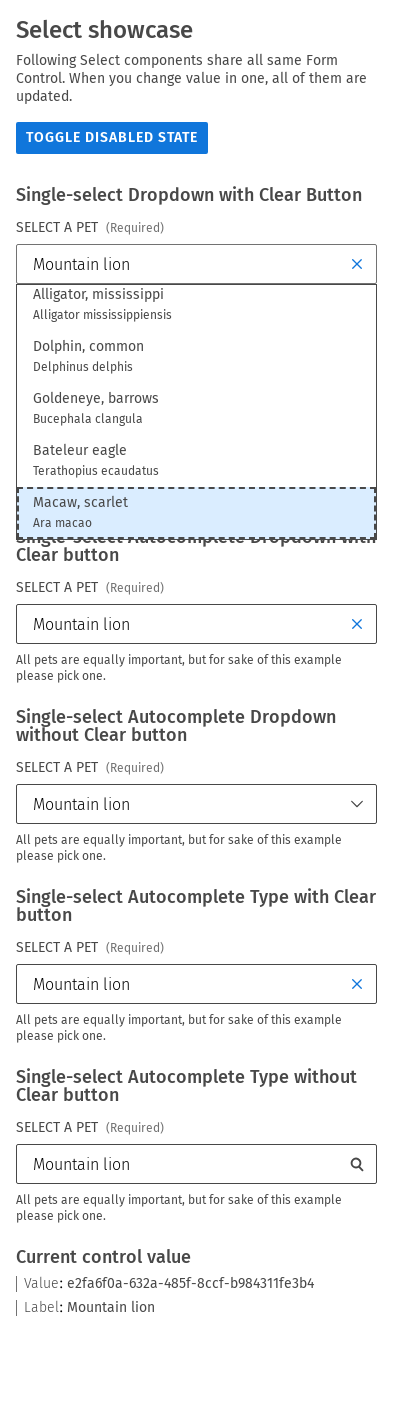 Select showcase
Following Select components share all same Form
Control. When you change value in one, all of them are
updated.
TOGGLE DISABLED STATE
Single-select Dropdown with Clear Button
SELECT A PET (Required)
Mountain lion
Alligator, mississippi
Alligator mississippiensis
Dolphin, common
Delphinus delphis
Goldeneye, barrows
Bucephala clangula
Bateleur eagle
Terathopius ecaudatus
Macaw, scarlet
Ara macao
Single-select Autocomplete Dropdown with
Clear button
SELECT A PET (Required)
Mountain lion
All pets are equally important, but for sake of this example
please pick one.
Single-select Autocomplete Dropdown
without Clear button
SELECT A PET (Required)
Mountain lion
All pets are equally important, but for sake of this example
please pick one.
Single-select Autocomplete Type with Clear
button
SELECT A PET (Required)
Mountain lion
All pets are equally important, but for sake of this example
please pick one.
Single-select Autocomplete Type without
Clear button
SELECT A PET (Required)
Mountain lion
All pets are equally important, but for sake of this example
please pick one.
Current control value
Value: e2fa6f0a-632a-485f-8ccf-b984311fe3b4
Label: Mountain lion